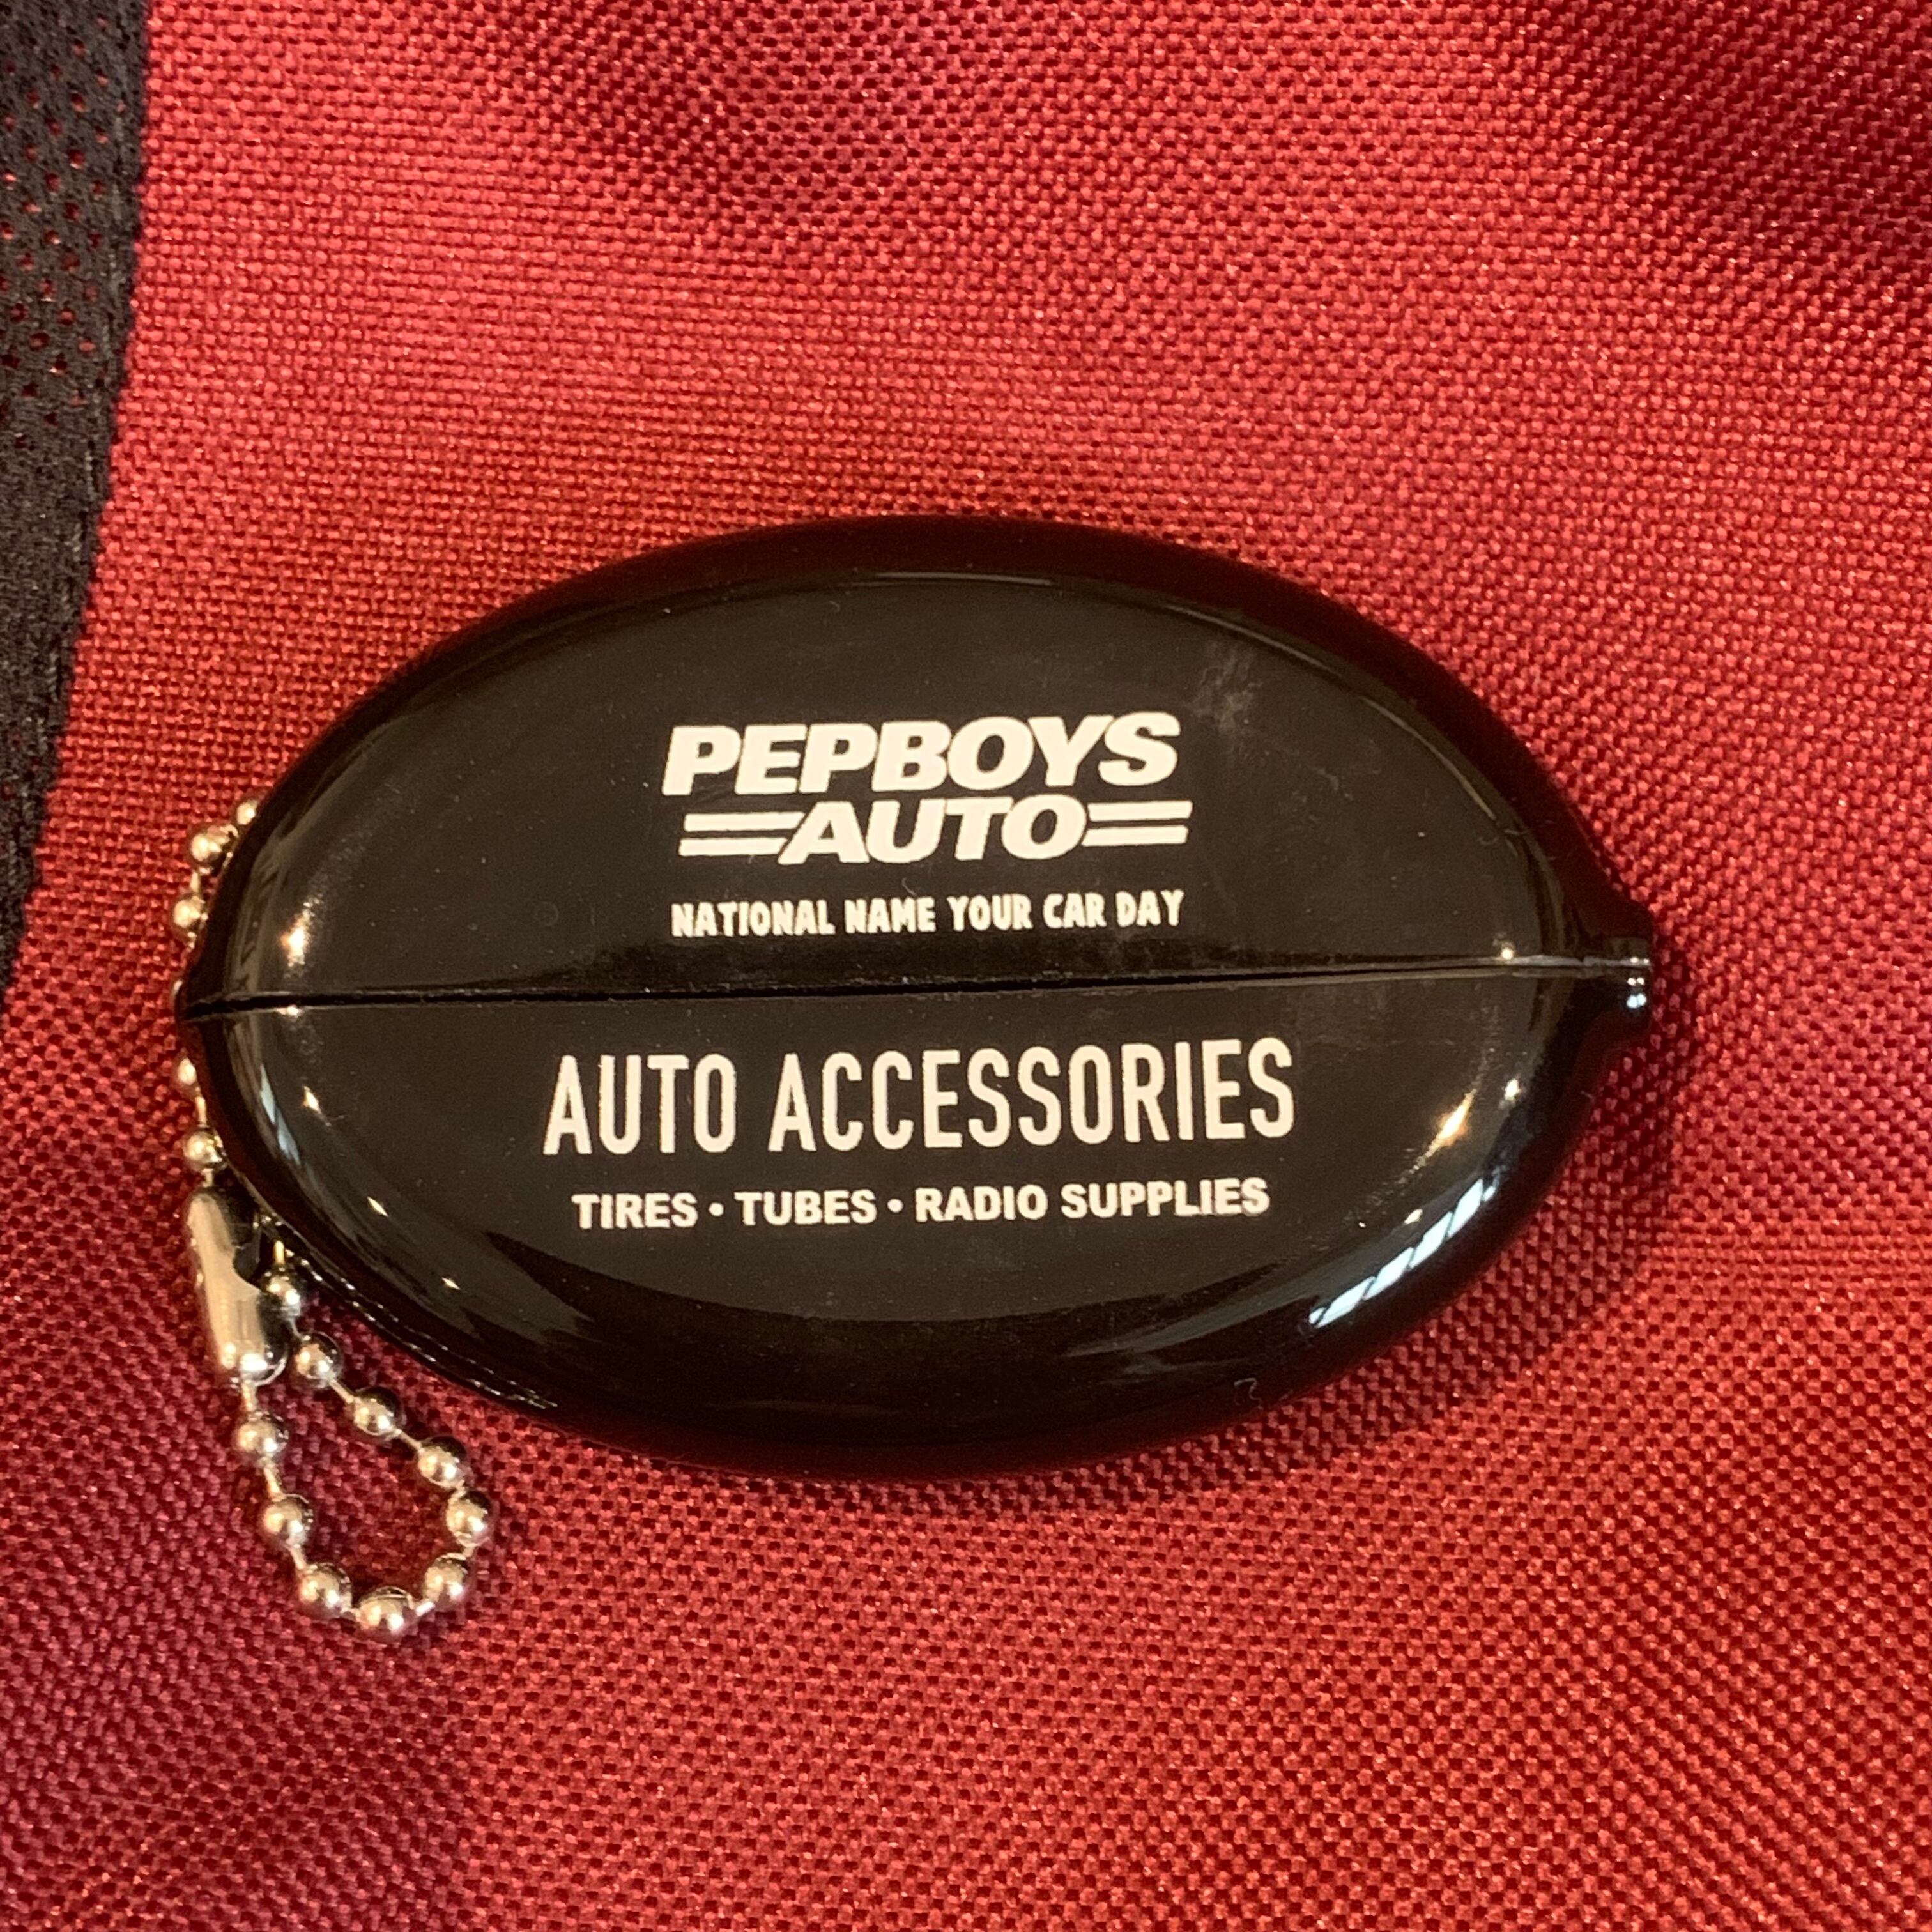 PEPBOYS
AUTO
NATIONAL NAME YOUR CAR DAY
AUTO ACCESSORIES
TIRES • TUBES • RADIO SUPPLIES